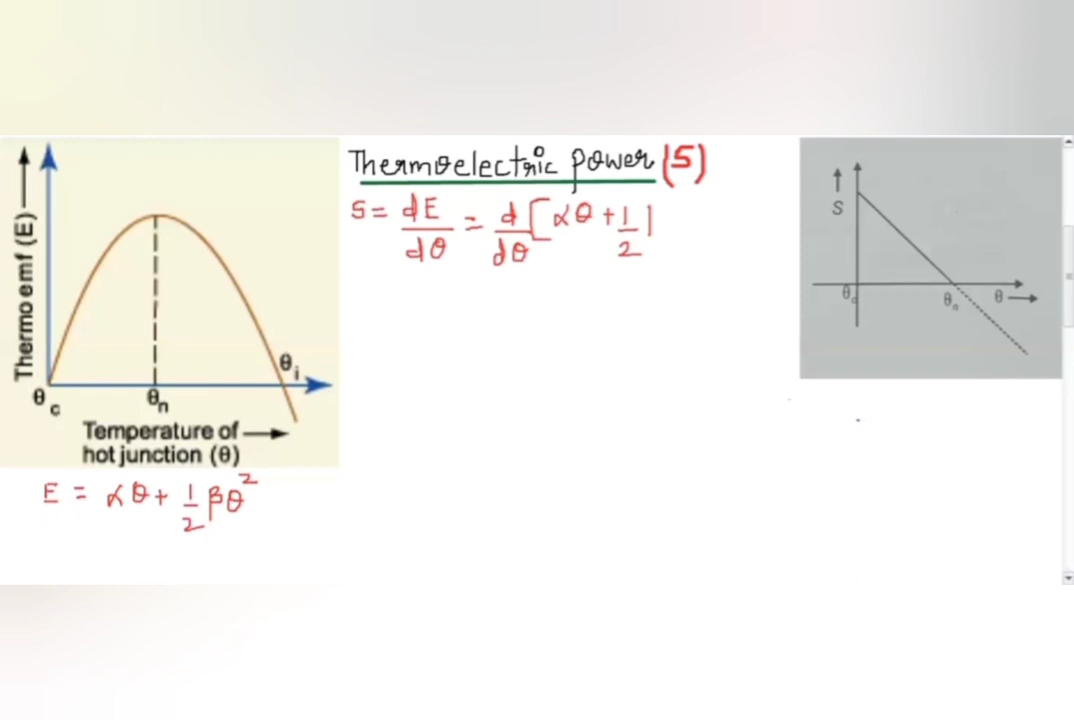 Thermoelectric power (S)
S = dE/dθ = d/dθ [αθ + 1/2
Thermo emf (E)
θc
θn
θi
Temperature of
hot junction (θ)
E = αθ + 1/2 βθ²
S
θc
θn
θ